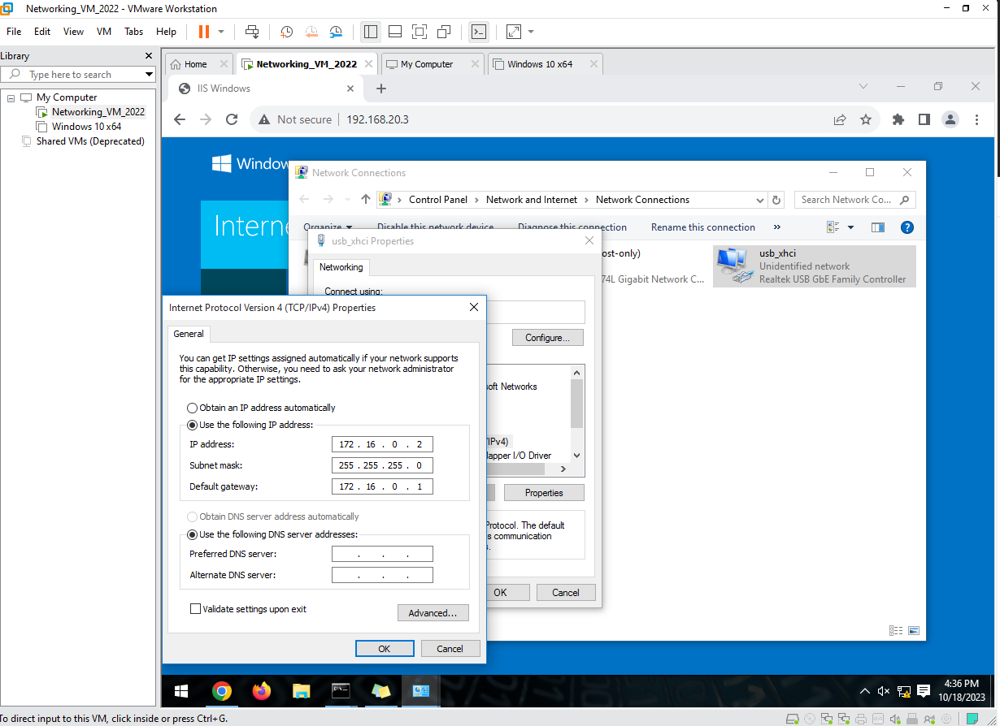 Networking_VM_2022 - VMware Workstation
File Edit View VM Tabs Help
Library
Type here to search
My Computer
Networking_VM_2022
Windows 10 x64
Shared VMs (Deprecated)
Home
Networking_VM_2022
My Computer
Windows 10 x64
IIS Windows
Not secure
192.168.20.3
Window
Interne
Network Connections
Control Panel > Network and Internet > Network Connections
Search Network Co...
Organize
Disable this network device
Diagnose this connection
Rename this connection
»
ost-only)
74L Gigabit Network C...
usb_xhci
Unidentified network
Realtek USB GbE Family Controller
usb_xhci Properties
Networking
Connect using:
Configure...
soft Networks
/IPv4)
lapper I/O Driver
Properties
Protocol. The default
s communication
s.
OK
Cancel
Internet Protocol Version 4 (TCP/IPv4) Properties
General
You can get IP settings assigned automatically if your network supports
this capability. Otherwise, you need to ask your network administrator
for the appropriate IP settings.
Obtain an IP address automatically
Use the following IP address:
IP address: 172 . 16 . 0 . 2
Subnet mask: 255 . 255 . 255 . 0
Default gateway: 172 . 16 . 0 . 1
Obtain DNS server address automatically
Use the following DNS server addresses:
Preferred DNS server: . . .
Alternate DNS server: . . .
Validate settings upon exit
Advanced...
OK
Cancel
4:36 PM
10/18/2023
To direct input to this VM, click inside or press Ctrl+G.